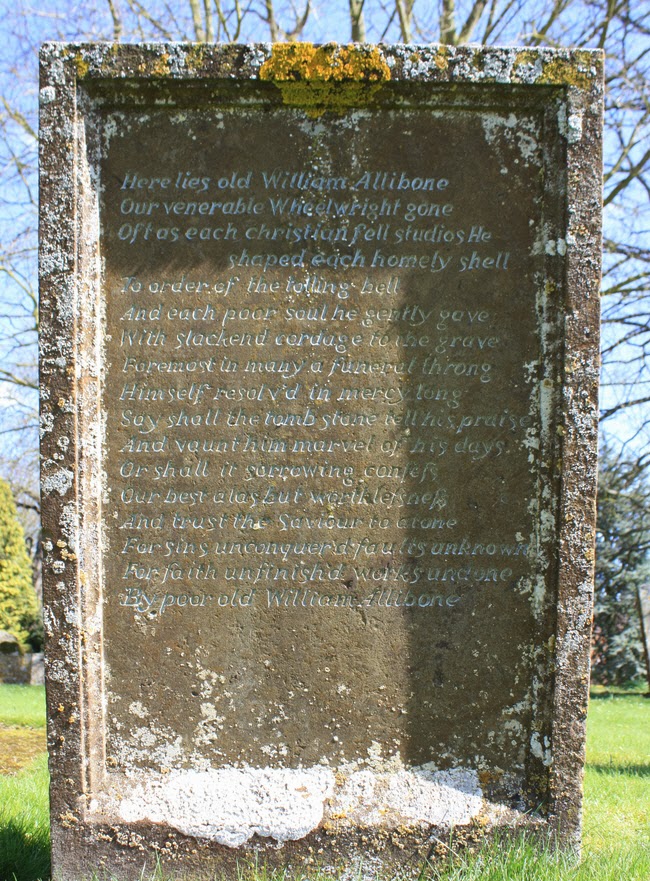 Here lies old William Allibone
Our venerable Wheelwright gone
Oft as each christian fell studios He
shaped each homely shell
To order of the tolling bell
And each poor soul he gently gave
With slackend cordage to the grave
Foremost in many a funeral throng
Himself resolv'd in mercy long
Say shall the tomb stone tell his praise
And vaunt him marvel of his days,
Or shall it sorrowing confeſs
Our best alas but worthleſsneſs
And trust the Saviour to atone
For sins unconquer'd faults unknown
For faith unfinish'd works undone
By poor old William Allibone